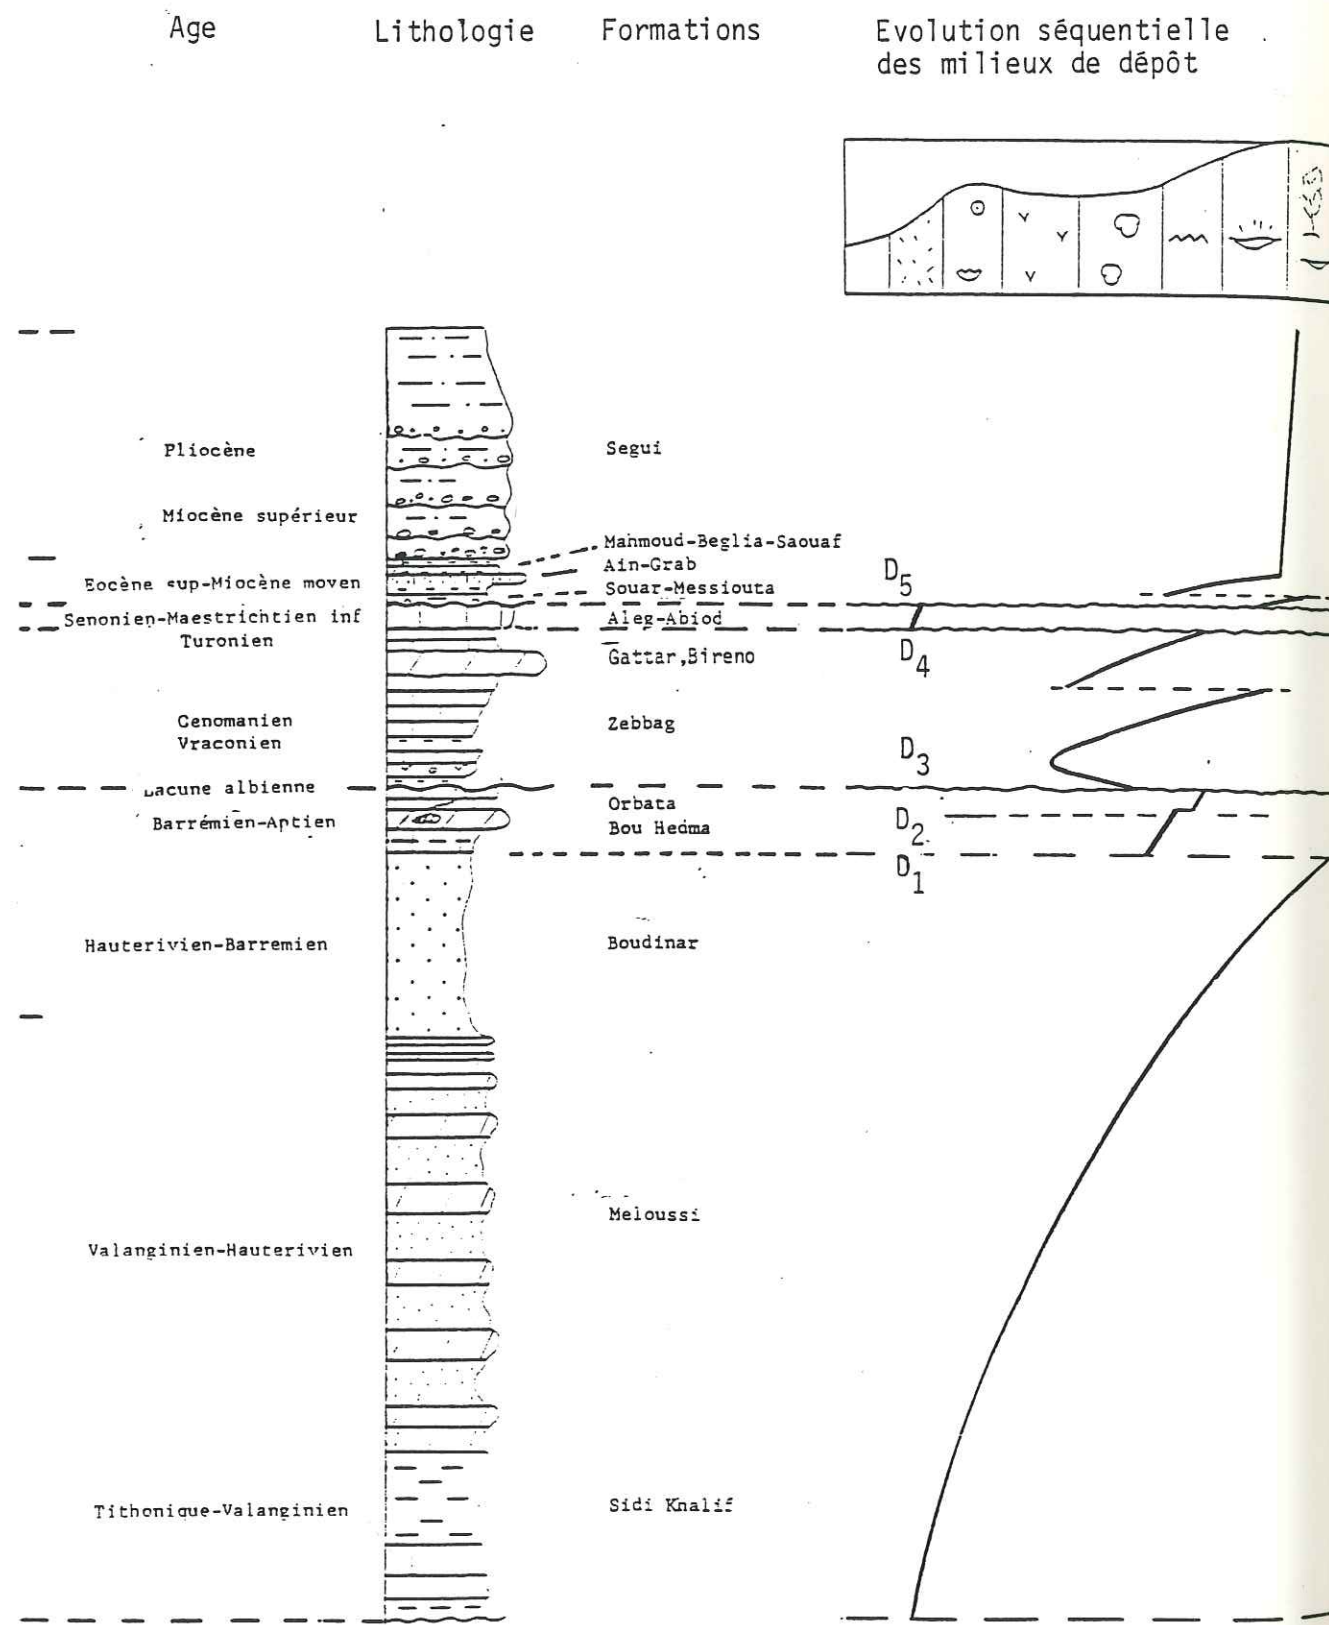 Age Lithologie Formations Evolution séquentielle
des milieux de dépôt
Pliocène Segui
Miocène supérieur
Mahmoud-Beglia-Saouaf
Ain-Grab
Eocène sup-Miocène moyen Souar-Messiouta D5
Senonien-Maestrichtien inf Aleg-Abiod
Turonien
Gattar,Bireno D4
Cenomanien Zebbag
Vraconien D3
Lacune albienne
Orbata
Barrémien-Aptien Bou Hedma D2
D1
Hauterivien-Barremien Boudinar
Meloussi
Valanginien-Hauterivien
Tithonique-Valanginien Sidi Khalif